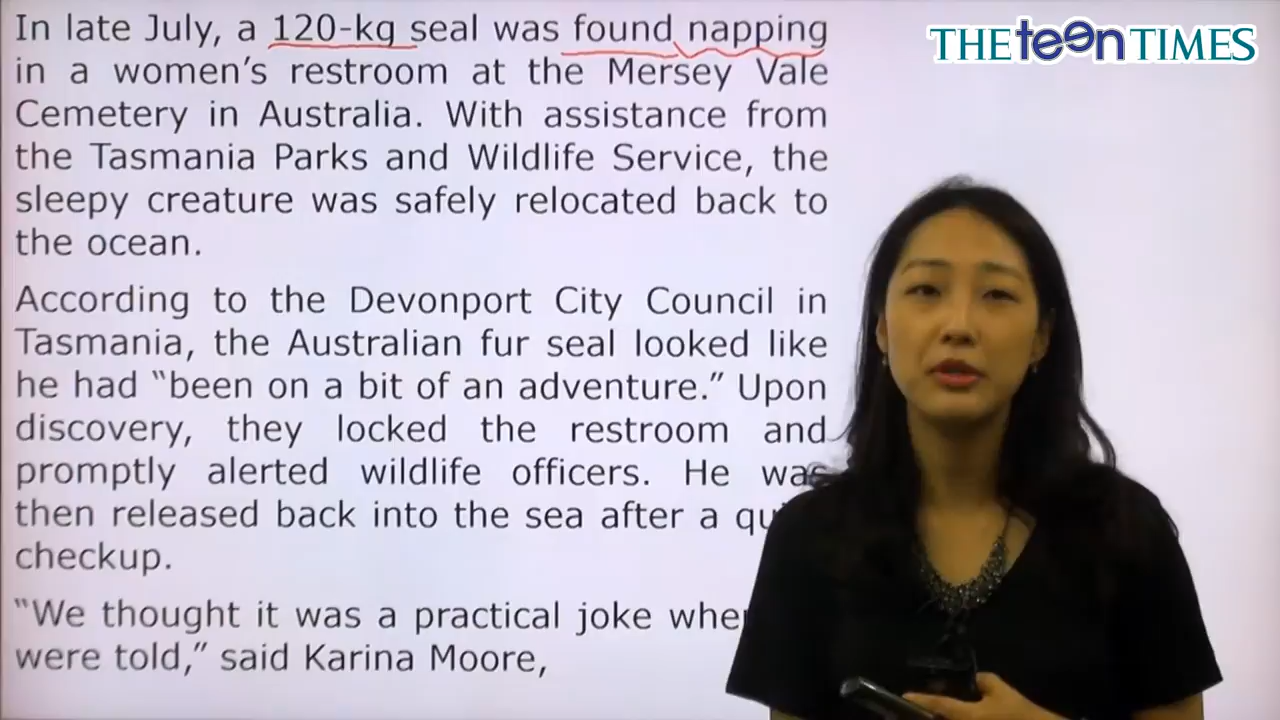 In late July, a 120-kg seal was found napping
in a women's restroom at the Mersey Vale
Cemetery in Australia. With assistance from
the Tasmania Parks and Wildlife Service, the
sleepy creature was safely relocated back to
the ocean.
According to the Devonport City Council in
Tasmania, the Australian fur seal looked like
he had “been on a bit of an adventure.” Upon
discovery, they locked the restroom and
promptly alerted wildlife officers. He was
then released back into the sea after a
checkup.
“We thought it was a practical joke
were told,” said Karina Moore,
THE teen TIMES